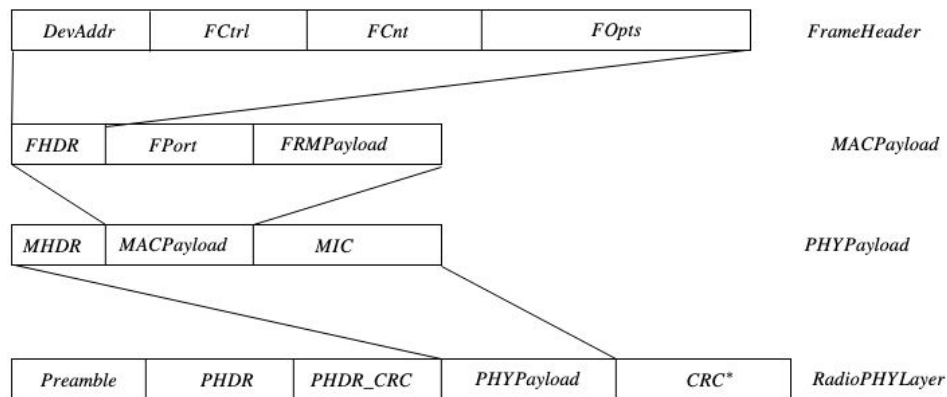 DevAddr FCtrl FCnt FOpts FrameHeader
FHDR FPort FRMPayload MACPayload
MHDR MACPayload MIC PHYPayload
Preamble PHDR PHDR_CRC PHYPayload CRC* RadioPHYLayer